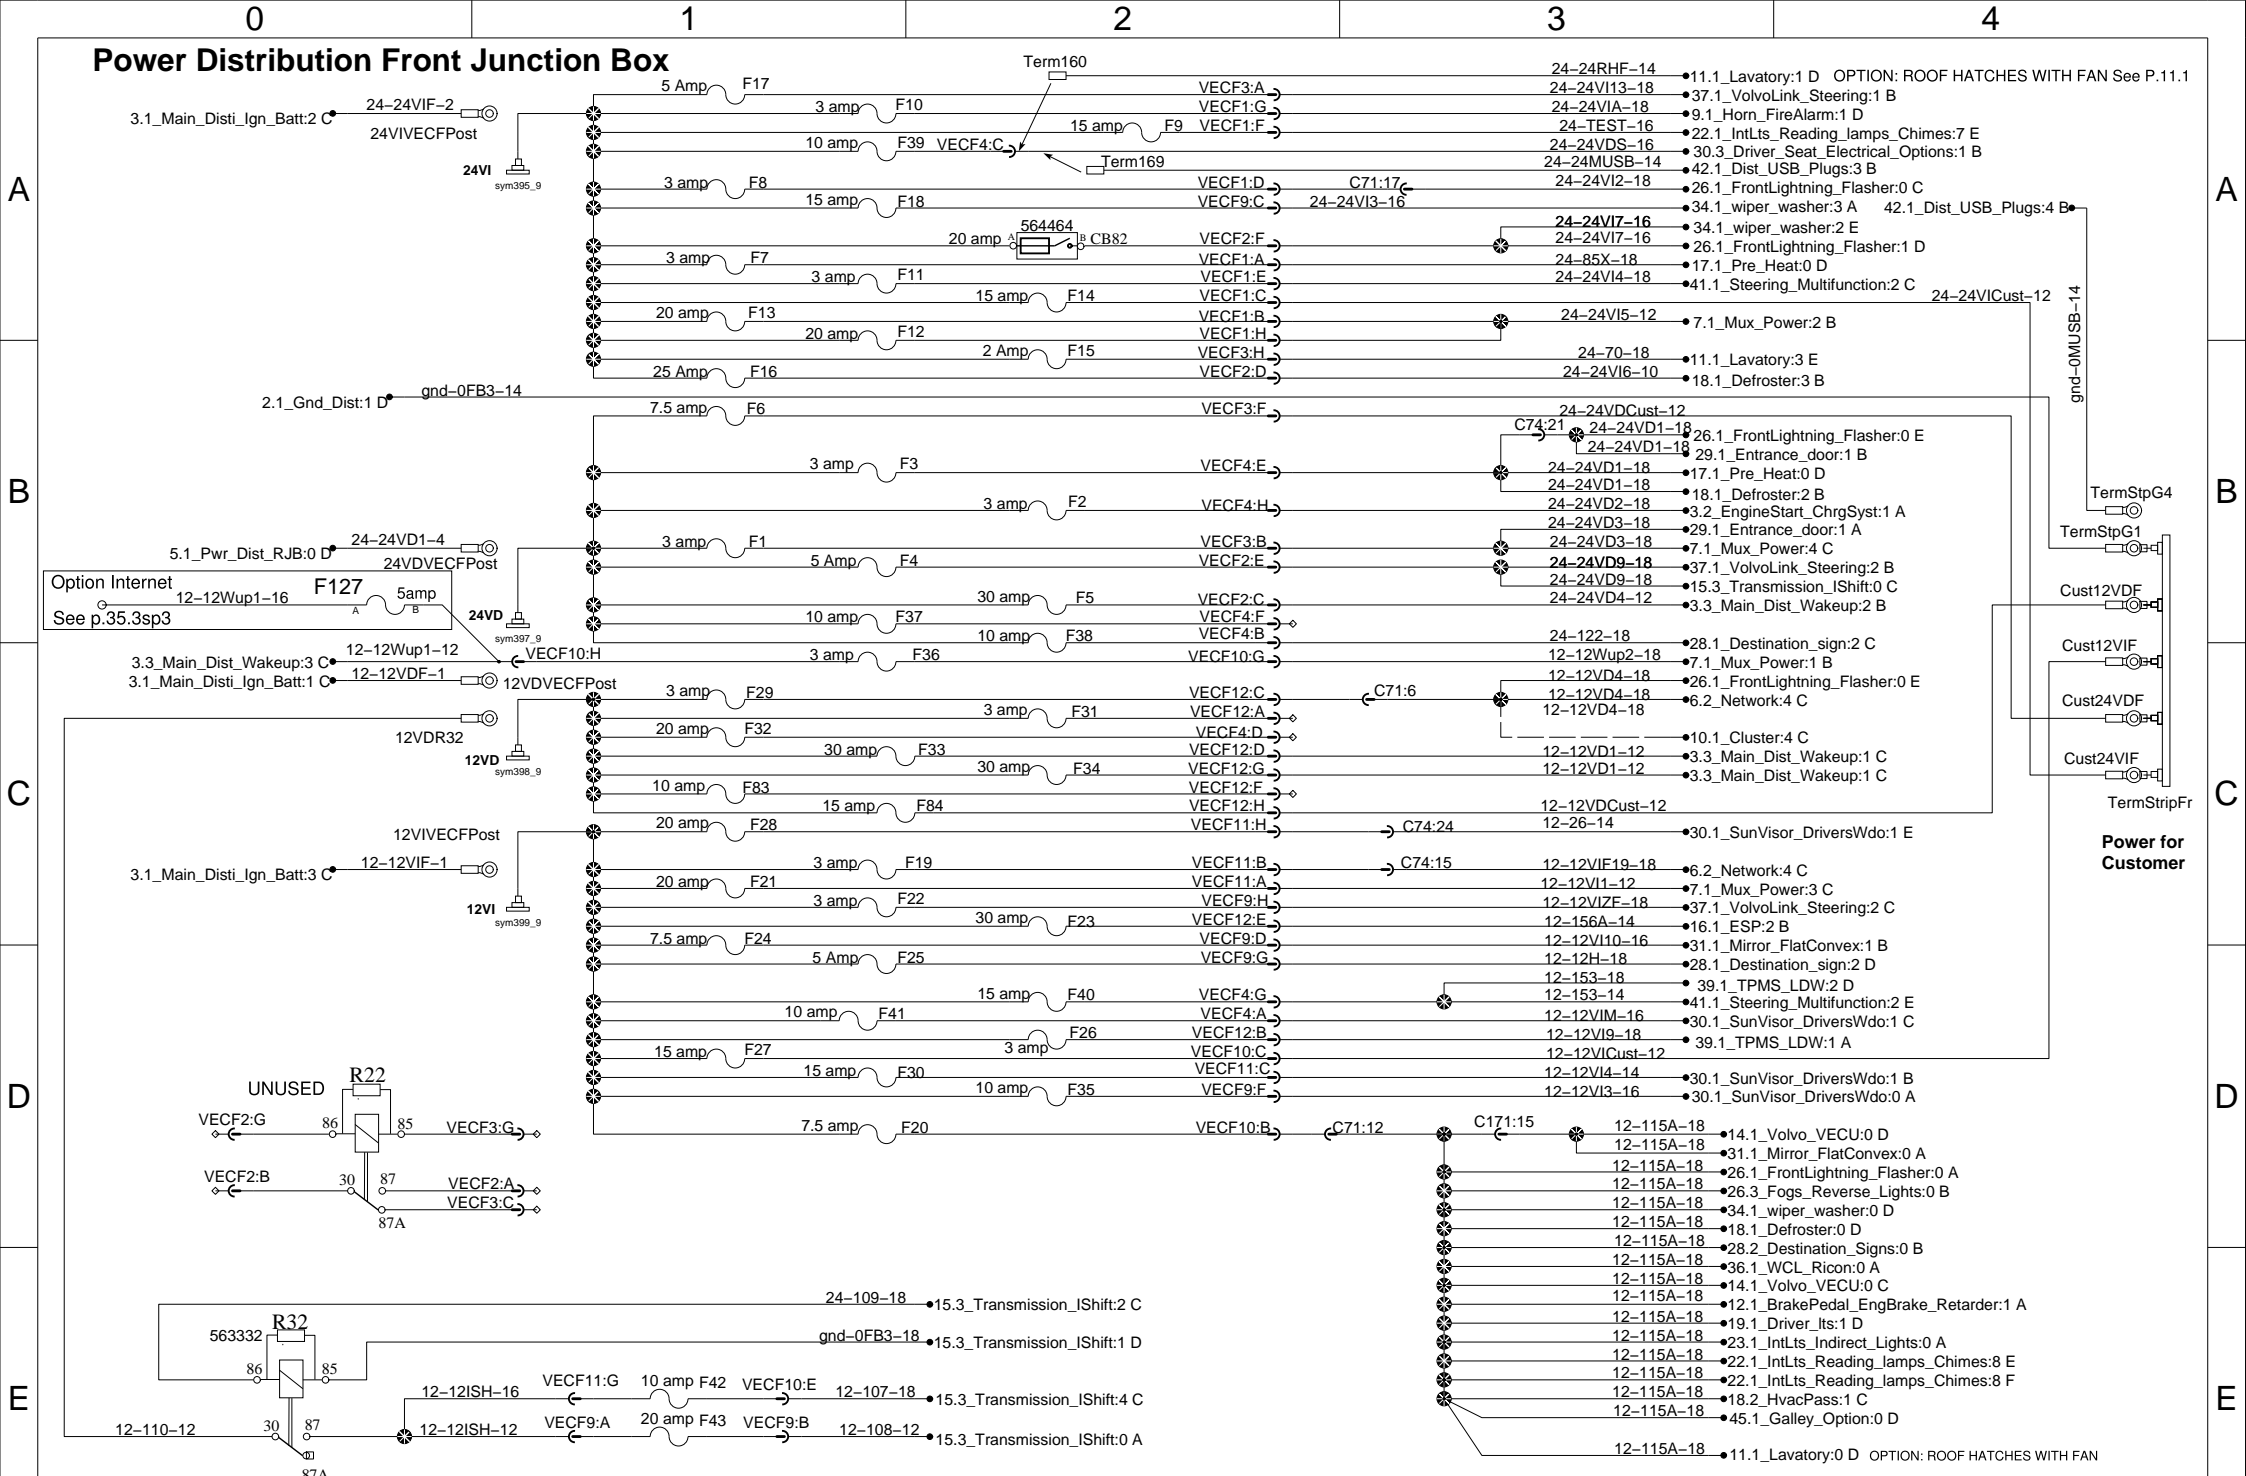 0 1 2 3 4
Power Distribution Front Junction Box
Term160
24-24RHF-14 11.1_Lavatory:1 D OPTION: ROOF HATCHES WITH FAN See P.11.1
5 Amp F17 VECF3:A 24-24VI13-18 37.1_VolvoLink_Steering:1 B
3.1_Main_Disti_Ign_Batt:2 C 24-24VIF-2 3 amp F10 VECF1:G 24-24VIA-18 9.1_Horn_FireAlarm:1 D
24VIVECFPost 15 amp F9 VECF1:F 24-TEST-16 22.1_IntLts_Reading_lamps_Chimes:7 E
10 amp F39 VECF4:C 24-24VDS-16 30.3_Driver_Seat_Electrical_Options:1 B
24VI Term169 24-24MUSB-14 42.1_Dist_USB_Plugs:3 B
sym395_9
A A
3 amp F8 VECF1:D C71:17 24-24VI2-18 26.1_FrontLightning_Flasher:0 C
15 amp F18 VECF9:C 24-24VI3-16 34.1_wiper_washer:3 A 42.1_Dist_USB_Plugs:4 B
564464 24-24VI7-16 34.1_wiper_washer:2 E
20 amp A B CB82 VECF2:F 24-24VI7-16 26.1_FrontLightning_Flasher:1 D
3 amp F7 VECF1:A 24-85X-18 17.1_Pre_Heat:0 D
3 amp F11 VECF1:E 24-24VI4-18 41.1_Steering_Multifunction:2 C
15 amp F14 VECF1:C 24-24VICust-12
gnd-0MUSB-14
20 amp F13 VECF1:B 24-24VI5-12 7.1_Mux_Power:2 B
20 amp F12 VECF1:H
2 Amp F15 VECF3:H 24-70-18 11.1_Lavatory:3 E
25 Amp F16 VECF2:D 24-24VI6-10 18.1_Defroster:3 B
2.1_Gnd_Dist:1 D gnd-0FB3-14
7.5 amp F6 VECF3:F 24-24VDCust-12
C74:21 24-24VD1-18 26.1_FrontLightning_Flasher:0 E
24-24VD1-18 29.1_Entrance_door:1 B
3 amp F3 VECF4:E 24-24VD1-18 17.1_Pre_Heat:0 D
B B
24-24VD1-18 18.1_Defroster:2 B
TermStpG4
3 amp F2 VECF4:H 24-24VD2-18 3.2_EngineStart_ChrgSyst:1 A
24-24VD3-18 29.1_Entrance_door:1 A
TermStpG1
5.1_Pwr_Dist_RJB:0 D 24-24VD1-4 3 amp F1 VECF3:B 24-24VD3-18 7.1_Mux_Power:4 C
24VDVECFPost 5 Amp F4 VECF2:E 24-24VD9-18 37.1_VolvoLink_Steering:2 B
Option Internet F127 24-24VD9-18 15.3_Transmission_IShift:0 C
12-12Wup1-16 A 5amp B
See p.35.3sp3
30 amp F5 VECF2:C 24-24VD4-12 3.3_Main_Dist_Wakeup:2 B Cust12VDF
24VD 10 amp F37 VECF4:F
sym397_9
10 amp F38 VECF4:B 24-122-18 28.1_Destination_sign:2 C
3.3_Main_Dist_Wakeup:3 C 12-12Wup1-12 VECF10:H 3 amp F36 VECF10:G 12-12Wup2-18 7.1_Mux_Power:1 B Cust12VIF
3.1_Main_Disti_Ign_Batt:1 C 12-12VDF-1 12VDVECFPost 12-12VD4-18 26.1_FrontLightning_Flasher:0 E
3 amp F29 VECF12:C C71:6 12-12VD4-18 6.2_Network:4 C Cust24VDF
3 amp F31 VECF12:A 12-12VD4-18
12VDR32 20 amp F32 VECF4:D 10.1_Cluster:4 C
12VD 30 amp F33 VECF12:D 12-12VD1-12 3.3_Main_Dist_Wakeup:1 C
sym398_9 30 amp F34 VECF12:G 12-12VD1-12 3.3_Main_Dist_Wakeup:1 C Cust24VIF
C C
10 amp F83 VECF12:F
15 amp F84 VECF12:H 12-12VDCust-12 TermStripFr
12VIVECFPost 20 amp F28 VECF11:H C74:24 12-26-14 30.1_SunVisor_DriversWdo:1 E
Power for
Customer
3.1_Main_Disti_Ign_Batt:3 C 12-12VIF-1 3 amp F19 VECF11:B C74:15 12-12VIF19-18 6.2_Network:4 C
20 amp F21 VECF11:A 12-12VI1-12 7.1_Mux_Power:3 C
12VI 3 amp F22 VECF9:H 12-12VIZF-18 37.1_VolvoLink_Steering:2 C
sym399_9 30 amp F23 VECF12:E 12-156A-14 16.1_ESP:2 B
7.5 amp F24 VECF9:D 12-12VI10-16 31.1_Mirror_FlatConvex:1 B
5 Amp F25 VECF9:G 12-12H-18 28.1_Destination_sign:2 D
12-153-18 39.1_TPMS_LDW:2 D
15 amp F40 VECF4:G 12-153-14 41.1_Steering_Multifunction:2 E
10 amp F41 VECF4:A 12-12VIM-16 30.1_SunVisor_DriversWdo:1 C
3 amp F26 VECF12:B 12-12VI9-18 39.1_TPMS_LDW:1 A
15 amp F27 VECF10:C 12-12VICust-12
15 amp F30 VECF11:C 12-12VI4-14 30.1_SunVisor_DriversWdo:1 B
UNUSED R22 10 amp F35 VECF9:F 12-12VI3-16 30.1_SunVisor_DriversWdo:0 A
D D
VECF2:G 86 85 VECF3:G 7.5 amp F20 VECF10:B C71:12 C171:15 12-115A-18 14.1_Volvo_VECU:0 D
12-115A-18 31.1_Mirror_FlatConvex:0 A
VECF2:B 30 87 VECF2:A 12-115A-18 26.1_FrontLightning_Flasher:0 A
12-115A-18 26.3_Fogs_Reverse_Lights:0 B
87A VECF3:C 12-115A-18 34.1_wiper_washer:0 D
12-115A-18 18.1_Defroster:0 D
12-115A-18 28.2_Destination_Signs:0 B
12-115A-18 36.1_WCL_Ricon:0 A
12-115A-18 14.1_Volvo_VECU:0 C
24-109-18 15.3_Transmission_IShift:2 C 12-115A-18 12.1_BrakePedal_EngBrake_Retarder:1 A
R32 12-115A-18 19.1_Driver_lts:1 D
563332 gnd-0FB3-18 15.3_Transmission_IShift:1 D 12-115A-18 23.1_IntLts_Indirect_Lights:0 A
86 85 12-115A-18 22.1_IntLts_Reading_lamps_Chimes:8 E
12-115A-18 22.1_IntLts_Reading_lamps_Chimes:8 F
E E
12-12ISH-16 VECF11:G 10 amp F42 VECF10:E 12-107-18 15.3_Transmission_IShift:4 C 12-115A-18 18.2_HvacPass:1 C
12-115A-18 45.1_Galley_Option:0 D
12-110-12 30 87 12-12ISH-12 VECF9:A 20 amp F43 VECF9:B 12-108-12 15.3_Transmission_IShift:0 A
12-115A-18 11.1_Lavatory:0 D OPTION: ROOF HATCHES WITH FAN
87A